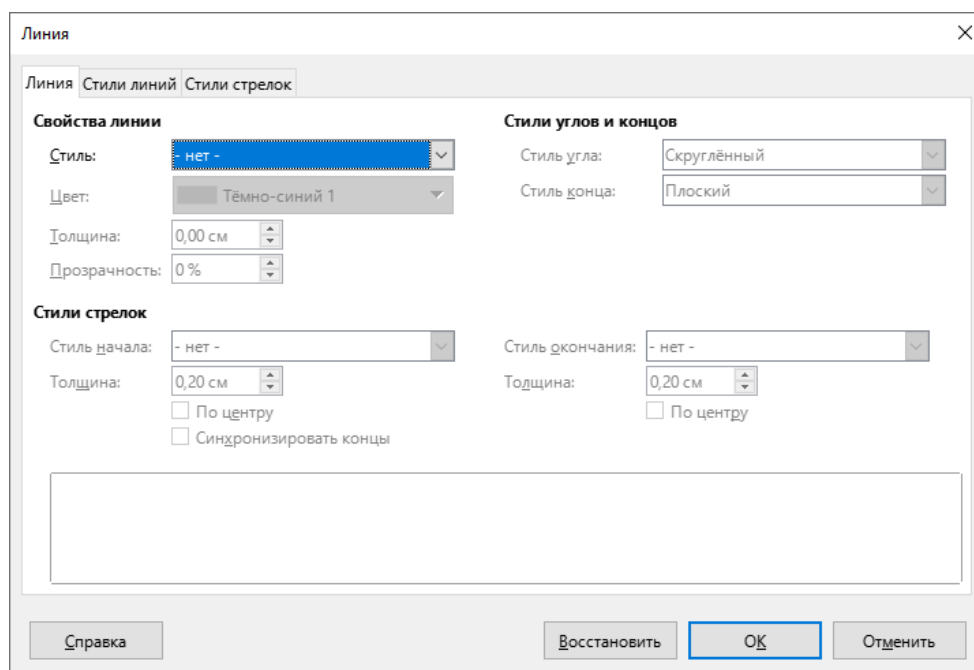 Линия
Линия Стили линий Стили стрелок
Свойства линии
Стиль: - нет -
Цвет: Тёмно-синий 1
Толщина: 0,00 см
Прозрачность: 0 %
Стили углов и концов
Стиль угла: Скруглённый
Стиль конца: Плоский
Стили стрелок
Стиль начала: - нет -
Толщина: 0,20 см
По центру
Синхронизировать концы
Стиль окончания: - нет -
Толщина: 0,20 см
По центру
Справка
Восстановить
OK
Отменить